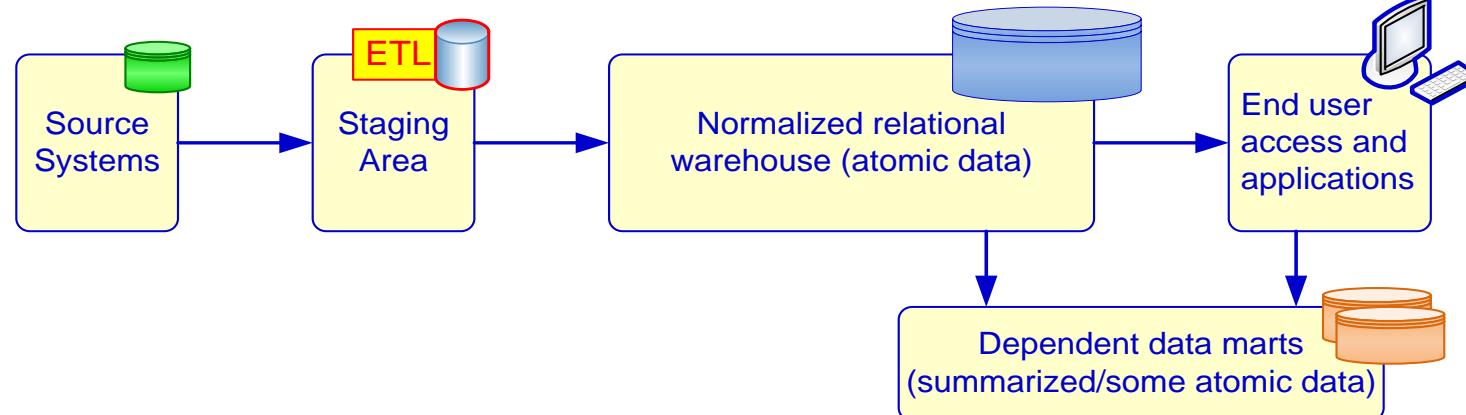 Source
Systems
ETL
Staging
Area
Normalized relational
warehouse (atomic data)
End user
access and
applications
Dependent data marts
(summarized/some atomic data)